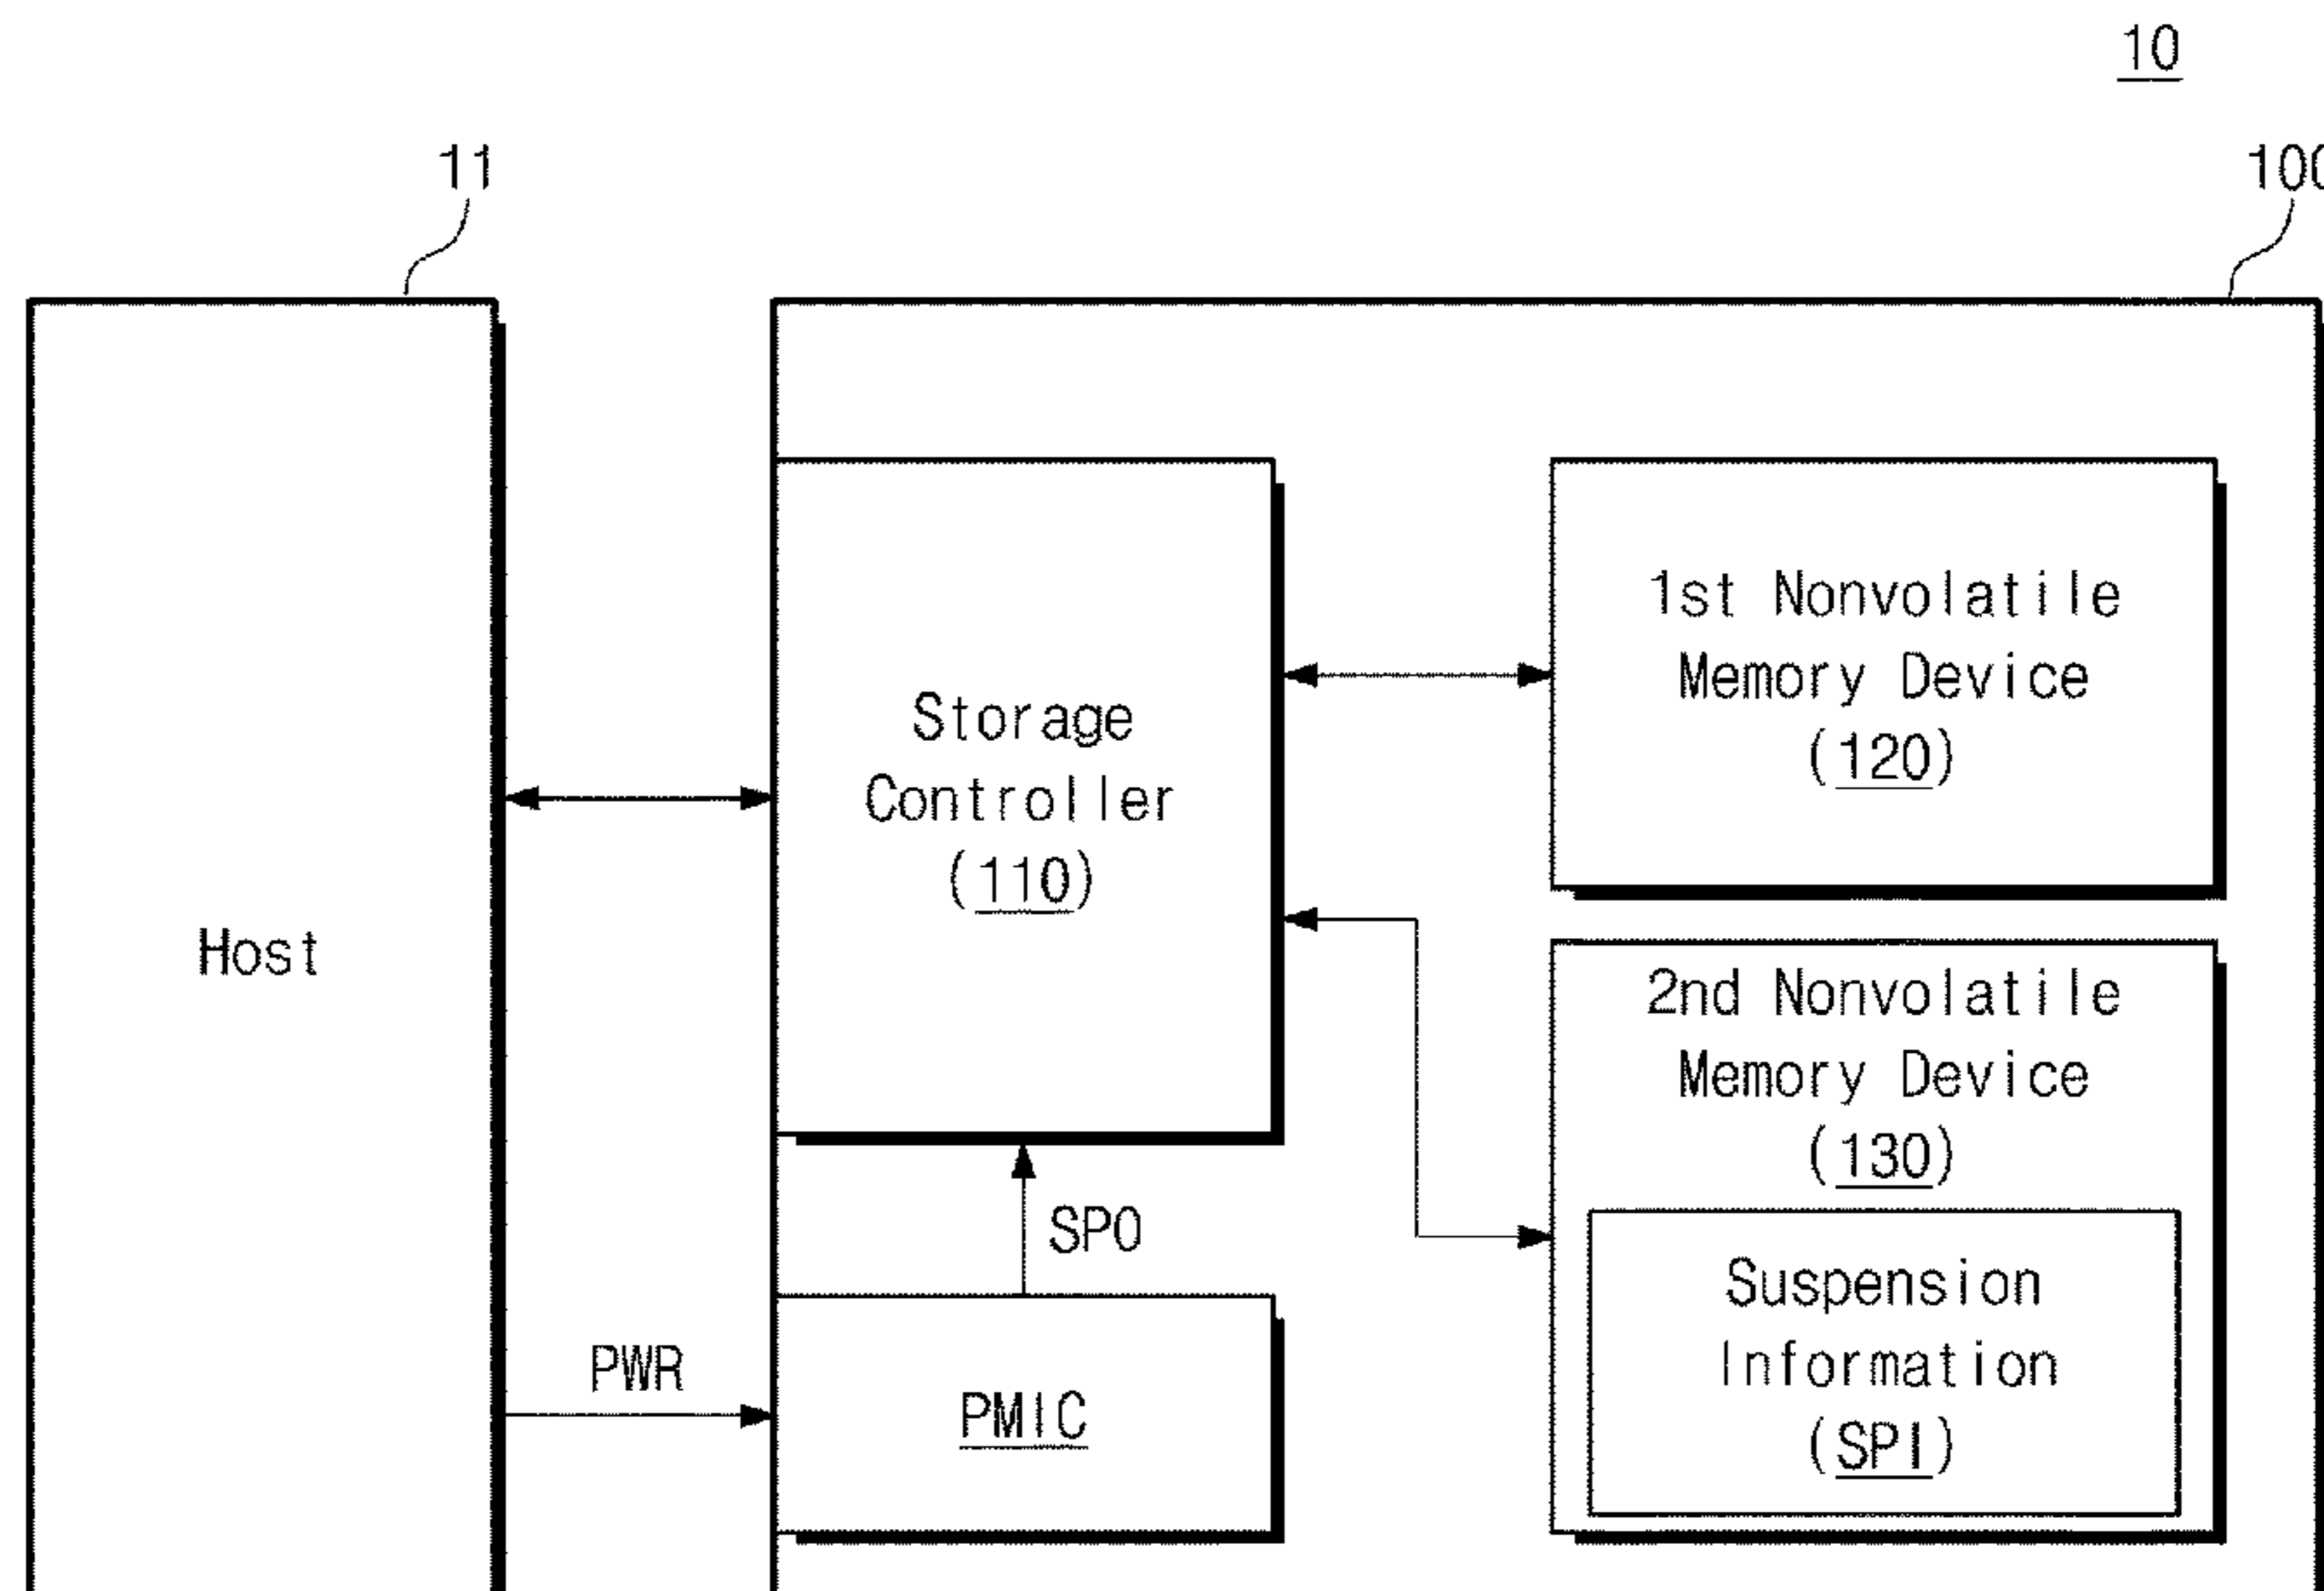 10
11
100
Host
Storage
Controller
(110)
1st Nonvolatile
Memory Device
(120)
2nd Nonvolatile
Memory Device
(130)
Suspension
Information
(SPI)
SPO
PWR
PMIC